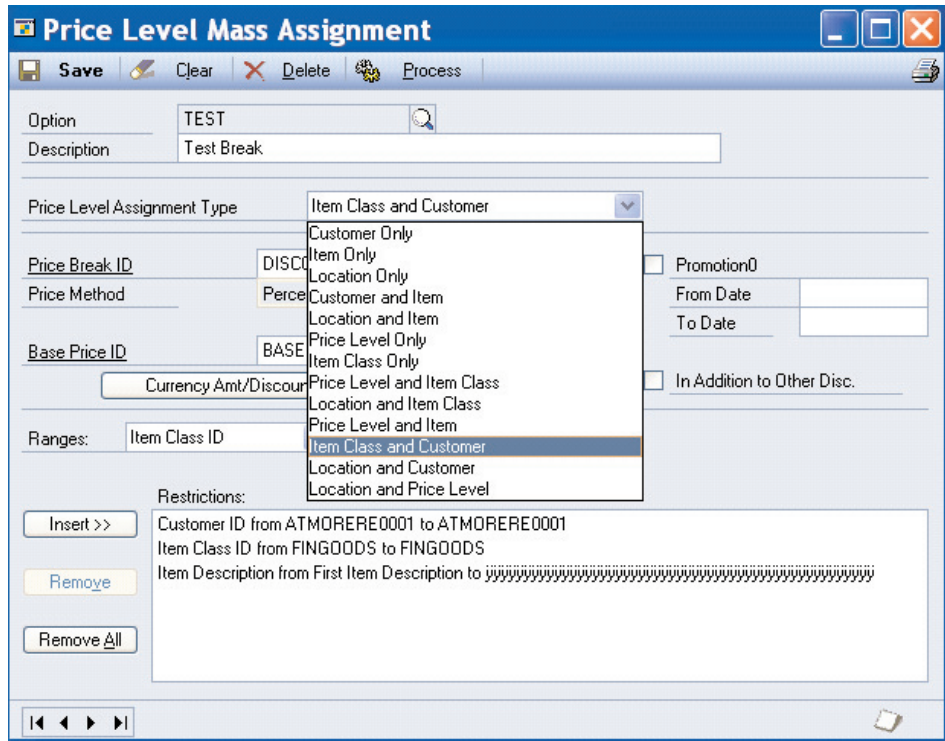 Price Level Mass Assignment
Save Clear Delete Process
Option TEST
Description Test Break
Price Level Assignment Type Item Class and Customer
Customer Only
Item Only
Location Only
Customer and Item
Location and Item
Price Level Only
Item Class Only
Price Level and Item Class
Location and Item Class
Price Level and Item
Item Class and Customer
Location and Customer
Location and Price Level
Price Break ID Promotion0
Price Method From Date
To Date
Base Price ID BASE
Currency Amt/Discoun In Addition to Other Disc.
Ranges: Item Class ID
Restrictions:
Insert >> Customer ID from ATMORERE0001 to ATMORERE0001
Item Class ID from FINGOODS to FINGOODS
Remove Item Description from First Item Description to
Remove All